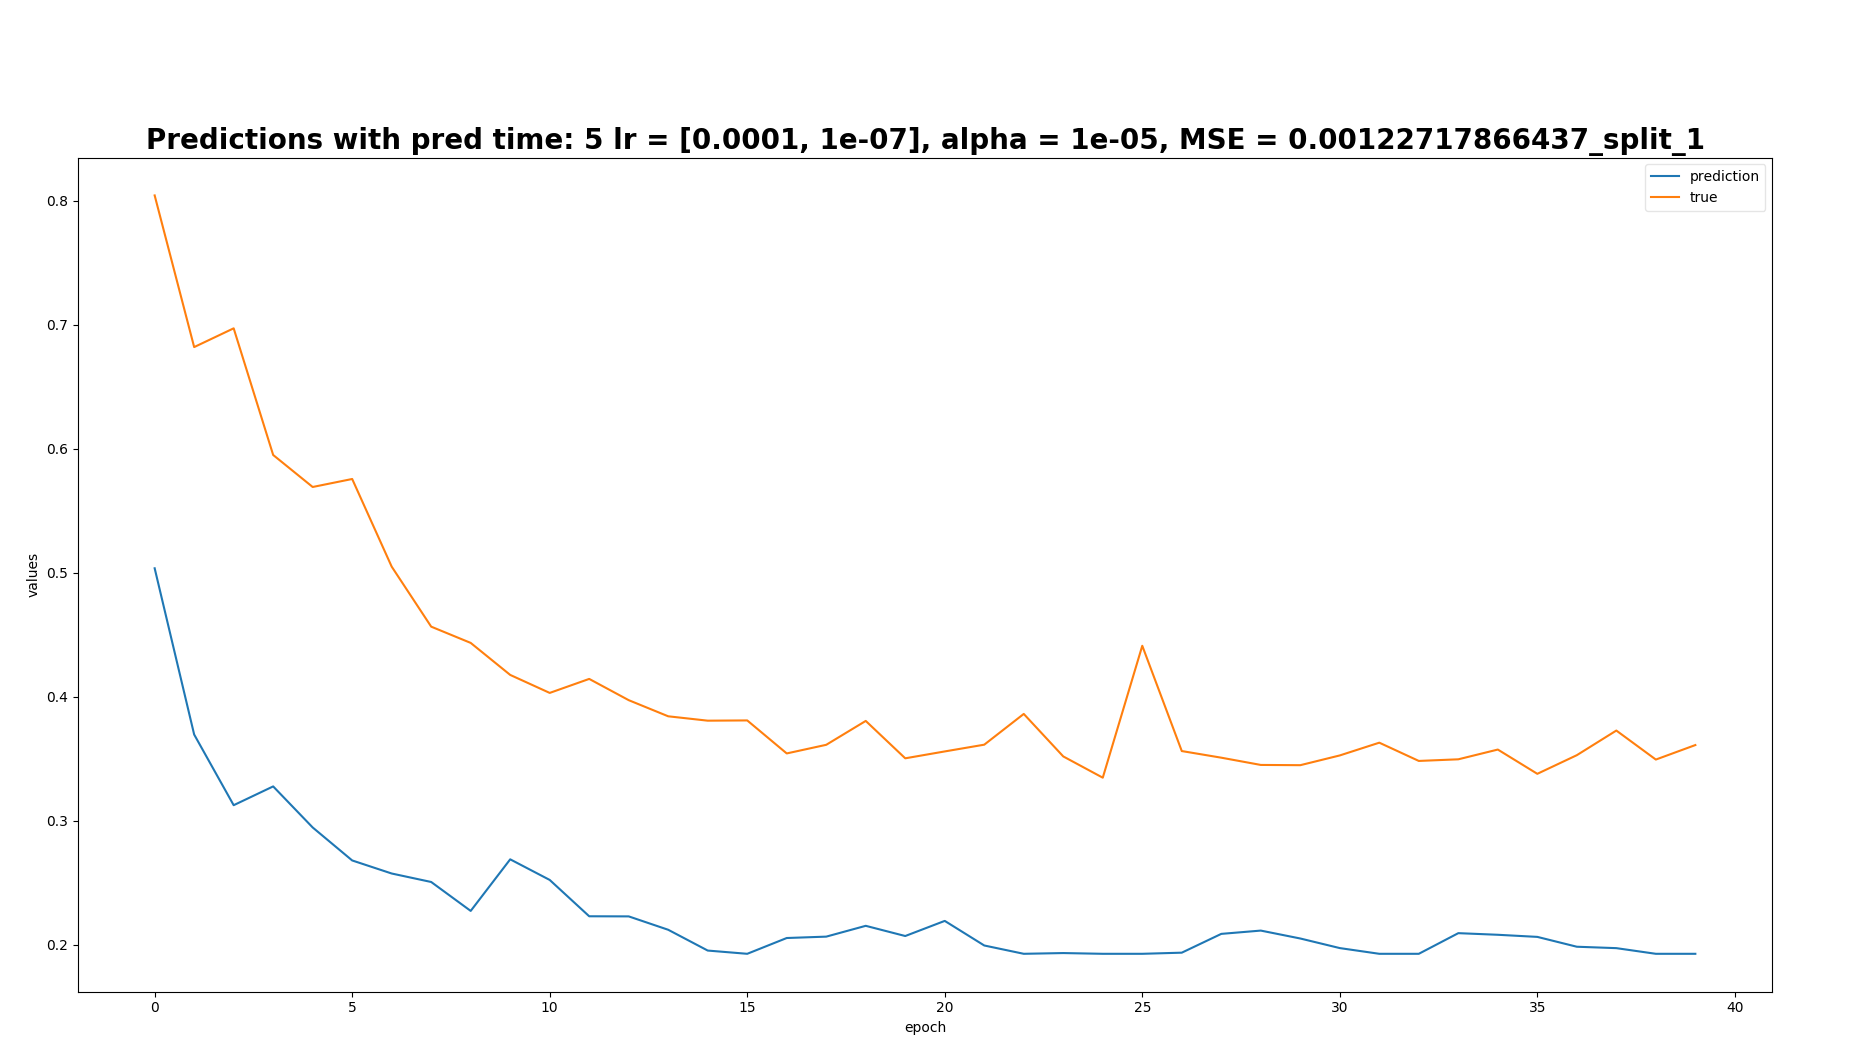 Predictions with pred time: 5 lr = [0.0001, 1e-07], alpha = 1e-05, MSE = 0.00122717866437_split_1
prediction
true
0.8
0.7
0.6
0.5
0.4
0.3
0.2
values
0 5 10 15 20 25 30 35 40
epoch